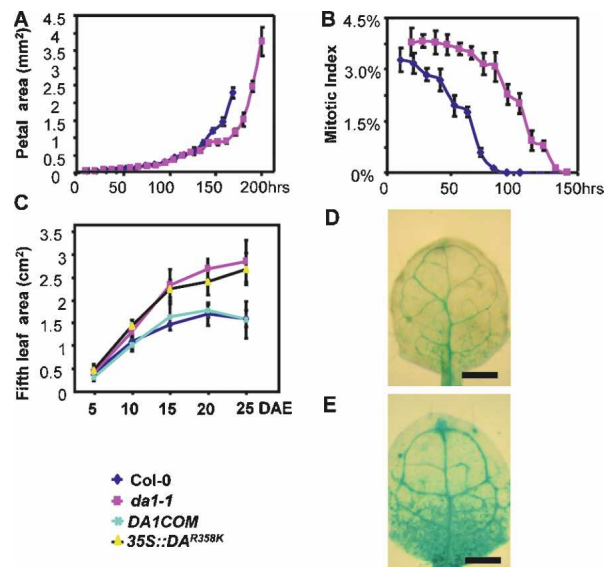 A
Petal area (mm²)
4.5
4
3.5
3
2.5
2
1.5
1
0.5
0
0
50
100
150
200hrs
B
Mitotic Index
4.5%
3.0%
1.5%
0%
0
50
100
150hrs
C
Fifth leaf area (cm²)
3.5
3
2.5
2
1.5
1
0.5
0
5
10
15
20
25 DAE
D
E
Col-0
da1-1
DA1COM
35S::DA^R358K